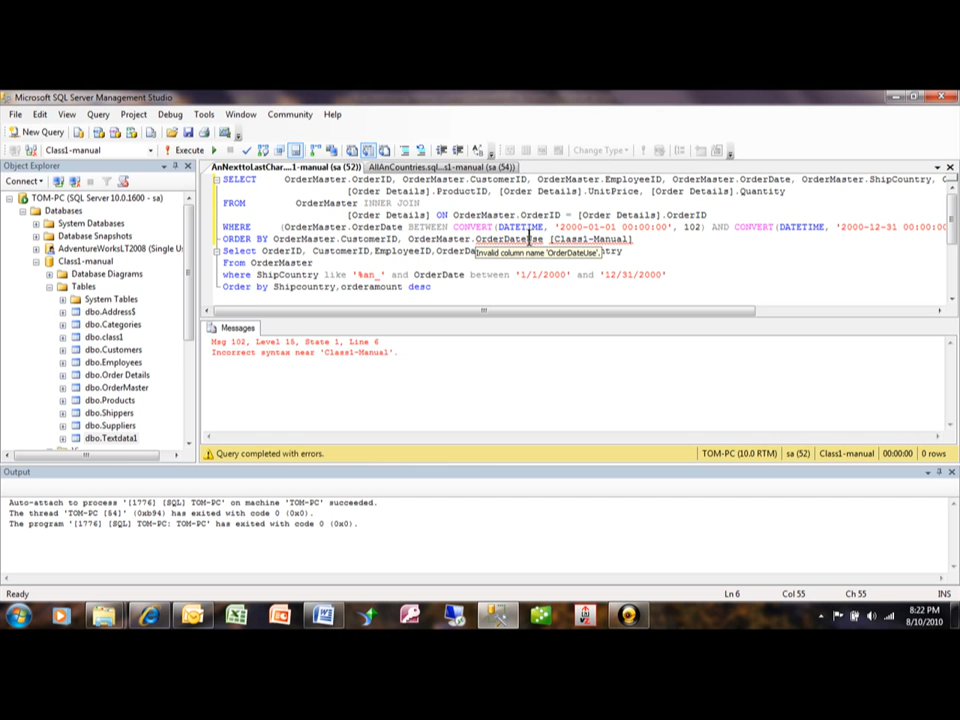 Microsoft SQL Server Management Studio
File Edit View Query Project Debug Tools Window Community Help
New Query
Class1-manual Execute Change Type
Object Explorer
Connect
TOM-PC (SQL Server 10.0.1600 - sa)
Databases
System Databases
Database Snapshots
AdventureWorksLT2008 (Single Us
Class1-manual
Database Diagrams
Tables
System Tables
dbo.Address$
dbo.Categories
dbo.class1
dbo.Customers
dbo.Employees
dbo.Order Details
dbo.OrderMaster
dbo.Products
dbo.Shippers
dbo.Suppliers
dbo.Textdata1
AnNexttoLastChar....1-manual (sa (52)) AllAnCountries.sql...s1-manual (sa (54))
SELECT OrderMaster.OrderID, OrderMaster.CustomerID, OrderMaster.EmployeeID, OrderMaster.OrderDate, OrderMaster.ShipCountry,
[Order Details].ProductID, [Order Details].UnitPrice, [Order Details].Quantity
FROM OrderMaster INNER JOIN
[Order Details] ON OrderMaster.OrderID = [Order Details].OrderID
WHERE (OrderMaster.OrderDate BETWEEN CONVERT(DATETIME, '2000-01-01 00:00:00', 102) AND CONVERT(DATETIME, '2000-12-31 00:00:00
ORDER BY OrderMaster.CustomerID, OrderMaster.OrderDateUse [Class1-Manual]
Select OrderID, CustomerID,EmployeeID,OrderDa ntry
Invalid column name 'OrderDateUse'.
From OrderMaster
where ShipCountry like '%an_' and OrderDate between '1/1/2000' and '12/31/2000'
Order by Shipcountry,orderamount desc
Messages
Msg 102, Level 15, State 1, Line 6
Incorrect syntax near 'Class1-Manual'.
Query completed with errors. TOM-PC (10.0 RTM) sa (52) Class1-manual 00:00:00 0 rows
Output
Auto-attach to process '[1776] [SQL] TOM-PC' on machine 'TOM-PC' succeeded.
The thread 'TOM-PC [54]' (0xb94) has exited with code 0 (0x0).
The program '[1776] [SQL] TOM-PC: TOM-PC' has exited with code 0 (0x0).
Ready Ln 6 Col 55 Ch 55 INS
8:22 PM
8/10/2010